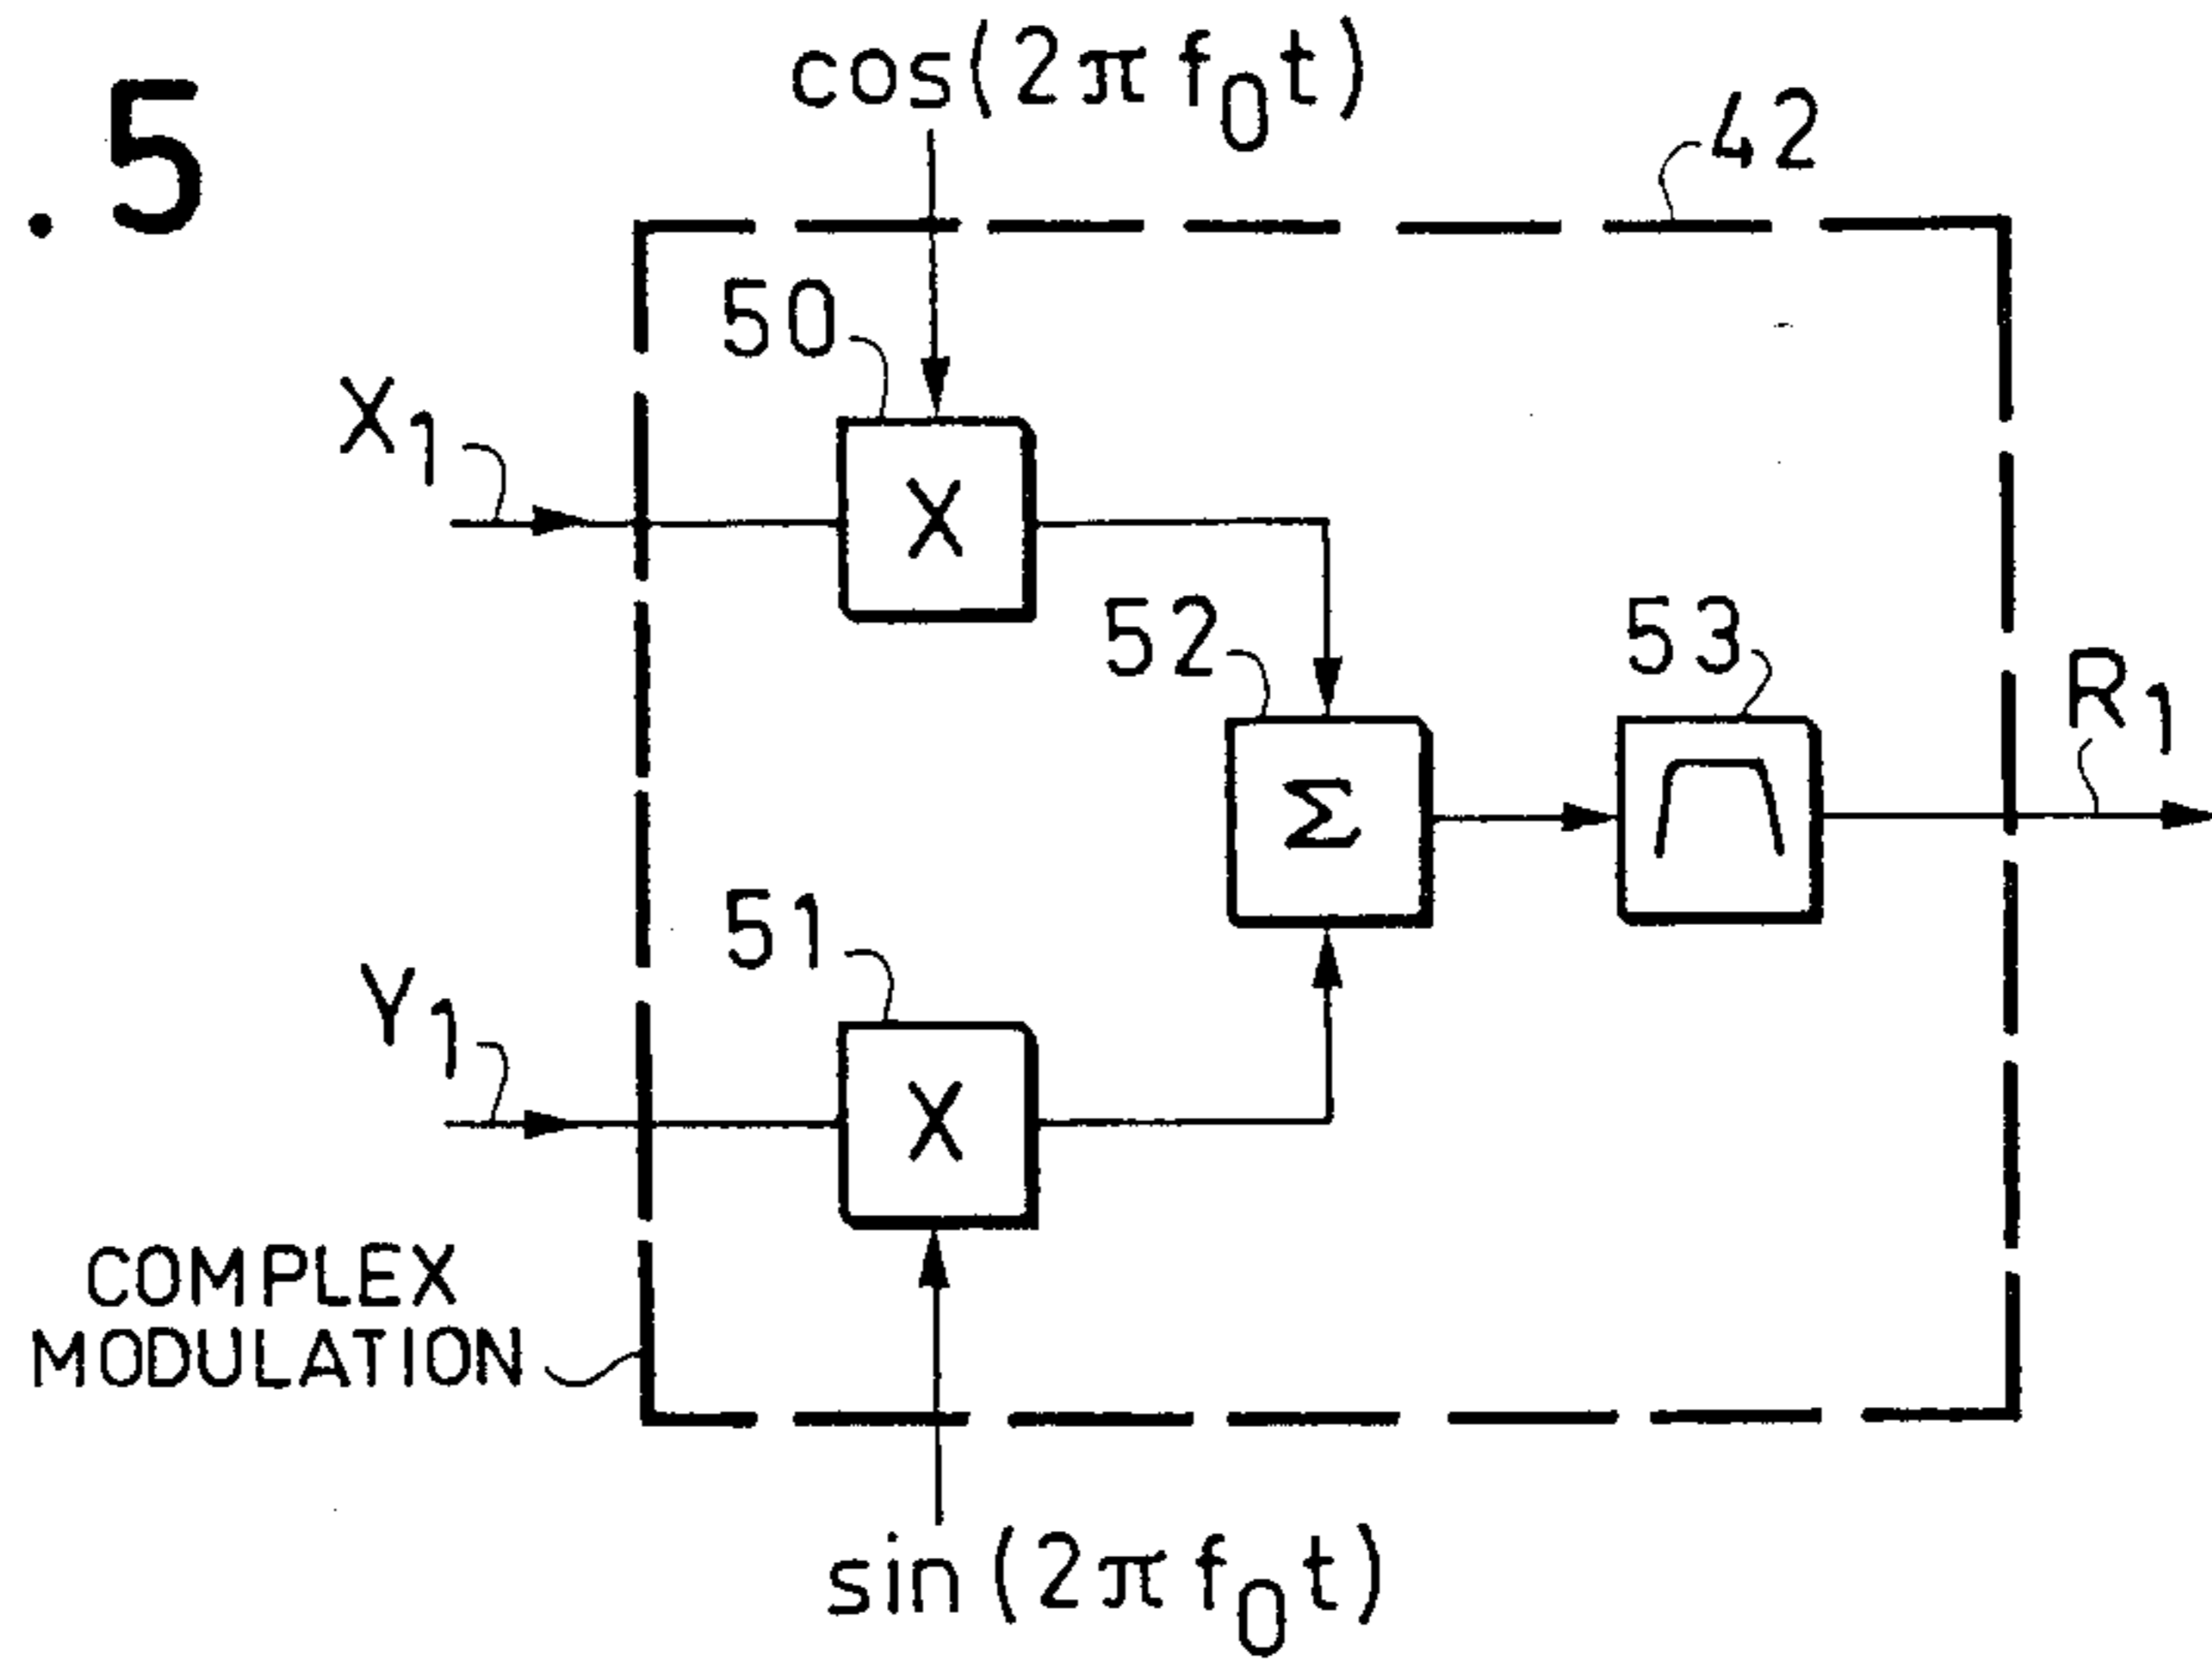 . 5
cos(2π f₀t)
42
50
X₁
X
52
53
R₁
Σ
51
Y₁
X
COMPLEX
MODULATION
sin(2π f₀t)